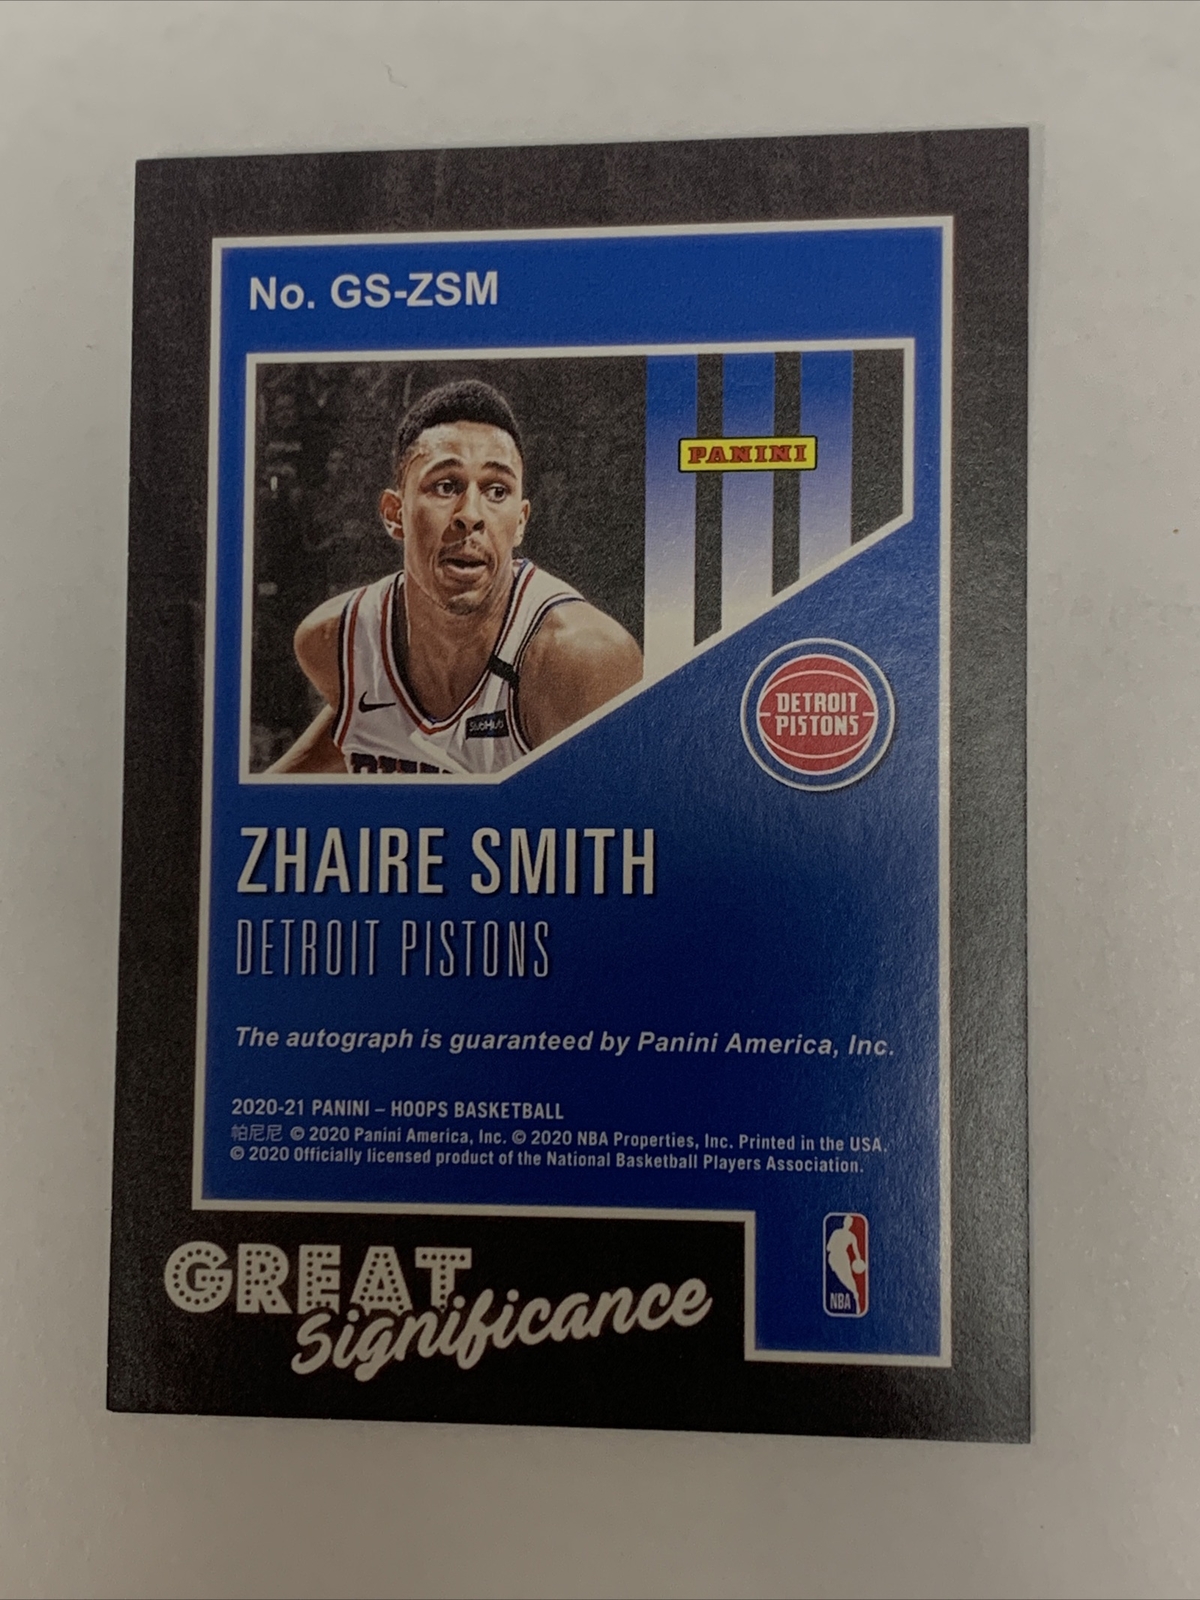 No. GS-ZSM
PANINI
SubHub
DETROIT
PISTONS
ZHAIRE SMITH
DETROIT PISTONS
The autograph is guaranteed by Panini America, Inc.
2020-21 PANINI – HOOPS BASKETBALL
帕尼尼 © 2020 Panini America, Inc. © 2020 NBA Properties, Inc. Printed in the USA.
© 2020 Officially licensed product of the National Basketball Players Association.
GREAT
Significance
NBA